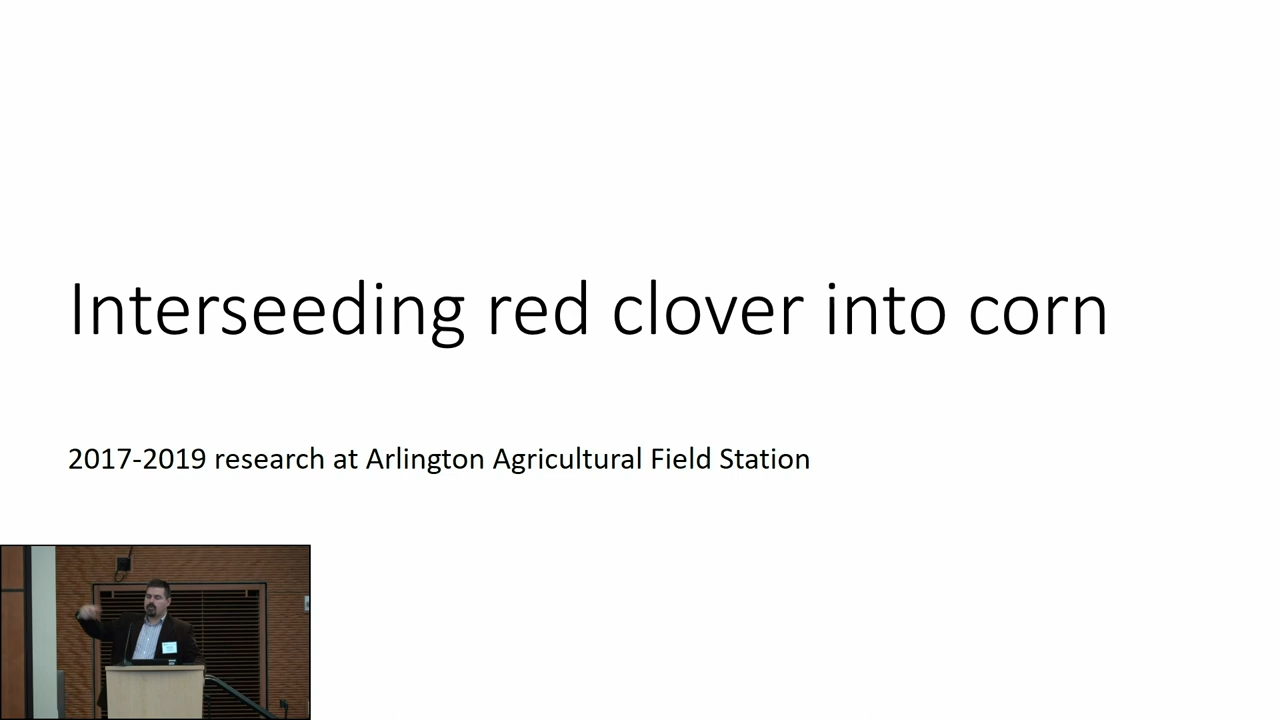 Interseeding red clover into corn
2017-2019 research at Arlington Agricultural Field Station